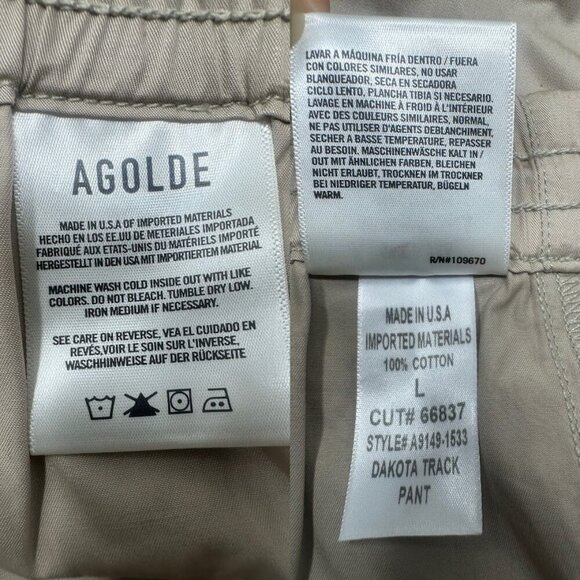 AGOLDE
MADE IN U.S.A OF IMPORTED MATERIALS
HECHO EN LOS EE.UU DE METERIALES IMPORTADA
FABRIQUÉ AUX ETATS-UNIS DU MATÉRIELS IMPORTÉ
HERGESTELLT IN DEN USA MIT IMPORTIERTEM MATERIAL
MACHINE WASH COLD INSIDE OUT WITH LIKE
COLORS. DO NOT BLEACH. TUMBLE DRY LOW.
IRON MEDIUM IF NECESSARY.
SEE CARE ON REVERSE, VEA EL CUIDADO EN
REVÉS,VOIR LE SOIN SUR L'INVERSE,
WASCHHINWEISE AUF DER RÜCKSEITE
LAVAR A MÁQUINA FRÍA DENTRO / FUERA
CON COLORES SIMILARES, NO USAR
BLANQUEADOR, SECA EN SECADORA
CICLO LENTO, PLANCHA TIBIA SI NECESARIO.
LAVAGE EN MACHINE À FROID À L'INTÉRIEUR
AVEC DES COULEURS SIMILAIRES, NORMAL,
NE PAS UTILISER D'AGENTS DEBLANCHIMENT,
SECHER A BASSE TEMPERATURE, REPASSER
AU BESOIN. MASCHINENWÄSCHE KALT IN /
OUT MIT ÄHNLICHEN FARBEN, BLEICHEN
NICHT ERLAUBT, TROCKNEN IM TROCKNER
BEI NIEDRIGER TEMPERATUR, BÜGELN
WARM.
R/N#109670
MADE IN U.S.A
IMPORTED MATERIALS
100% COTTON
L
CUT# 66837
STYLE# A9149-1533
DAKOTA TRACK
PANT